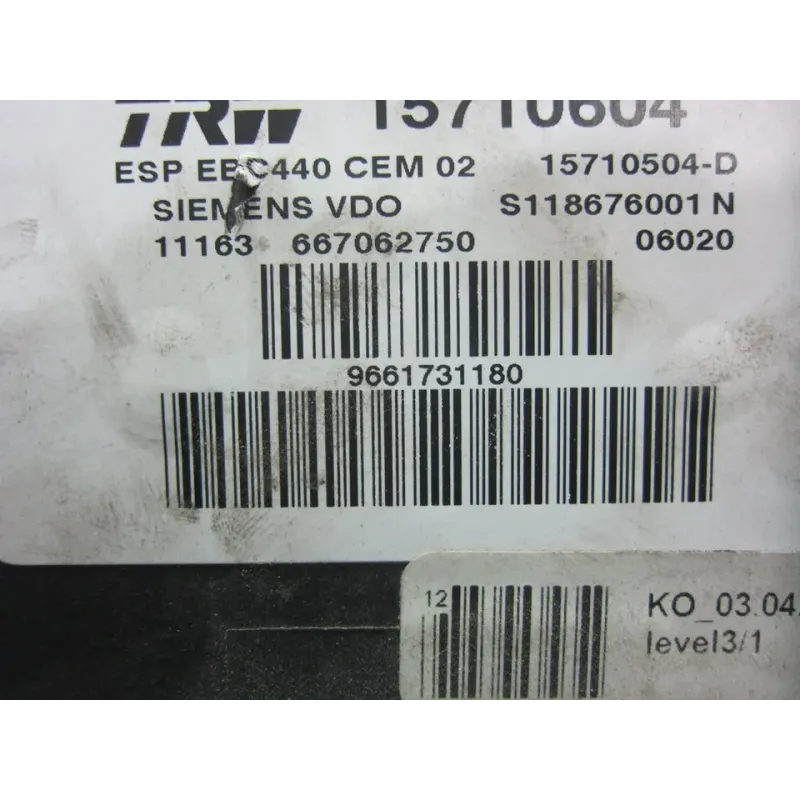 TRW 15710604
ESP EBC440 CEM 02 15710504-D
SIEMENS VDO S118676001 N
11163 667062750 06020
9661731180
12 KO_03.04.
level3/1